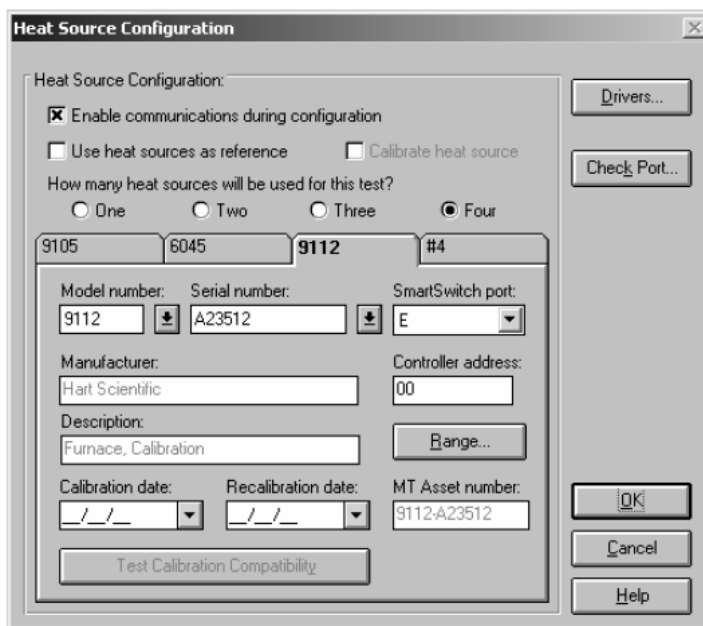 Heat Source Configuration
Heat Source Configuration:
Enable communications during configuration
Use heat sources as reference Calibrate heat source
How many heat sources will be used for this test?
One Two Three Four
9105 6045 9112 #4
Model number: Serial number: SmartSwitch port:
9112 A23512 E
Manufacturer: Controller address:
Hart Scientific 00
Description:
Furnace, Calibration Range...
Calibration date: Recalibration date: MT Asset number:
__/__/__ __/__/__ 9112-A23512
Test Calibration Compatibility
Drivers...
Check Port...
OK
Cancel
Help